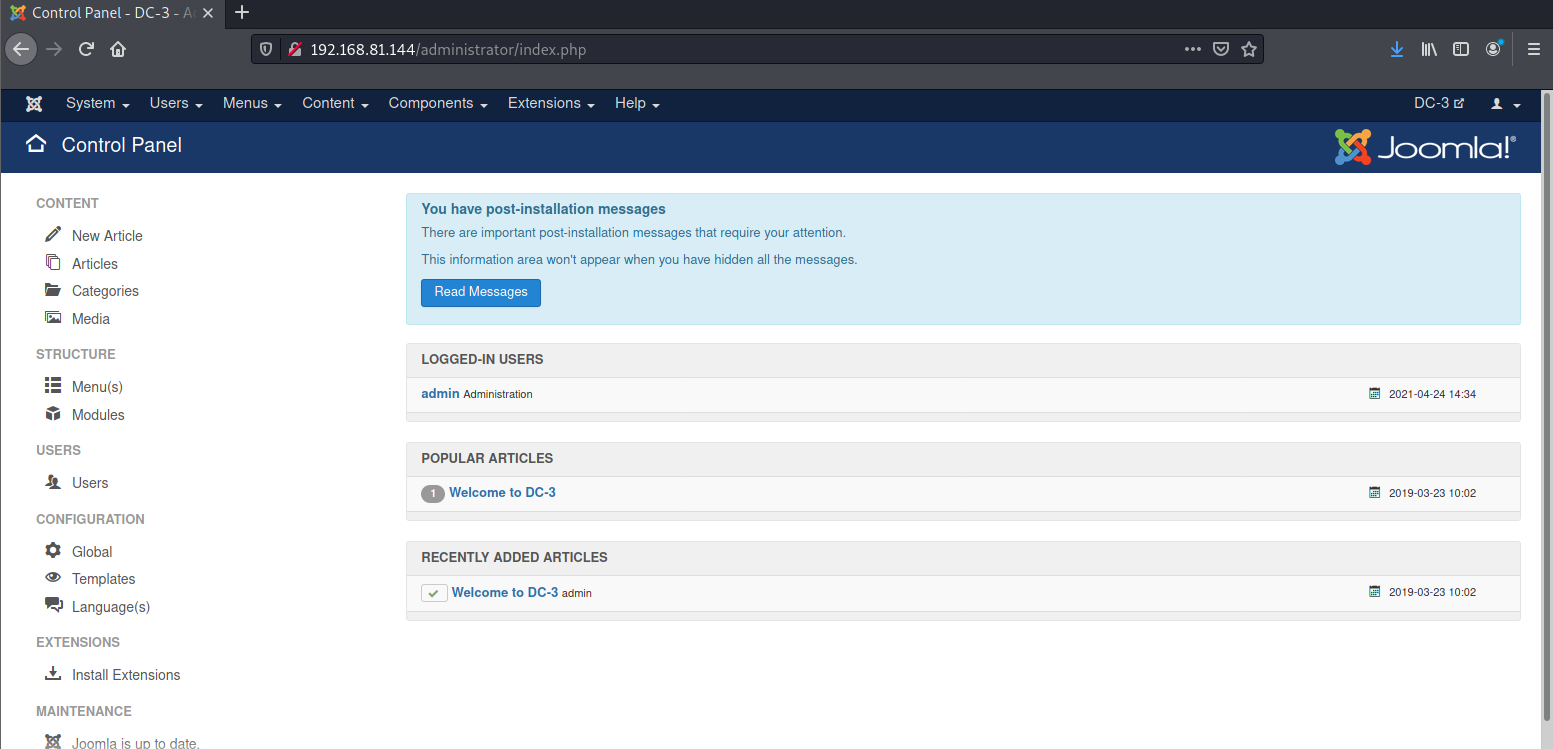 Control Panel - DC-3 - A
192.168.81.144/administrator/index.php
System Users Menus Content Components Extensions Help DC-3
Control Panel Joomla!®
CONTENT
New Article
Articles
Categories
Media
STRUCTURE
Menu(s)
Modules
USERS
Users
CONFIGURATION
Global
Templates
Language(s)
EXTENSIONS
Install Extensions
MAINTENANCE
Joomla is up to date.
You have post-installation messages
There are important post-installation messages that require your attention.
This information area won't appear when you have hidden all the messages.
Read Messages
LOGGED-IN USERS
admin Administration 2021-04-24 14:34
POPULAR ARTICLES
1 Welcome to DC-3 2019-03-23 10:02
RECENTLY ADDED ARTICLES
Welcome to DC-3 admin 2019-03-23 10:02